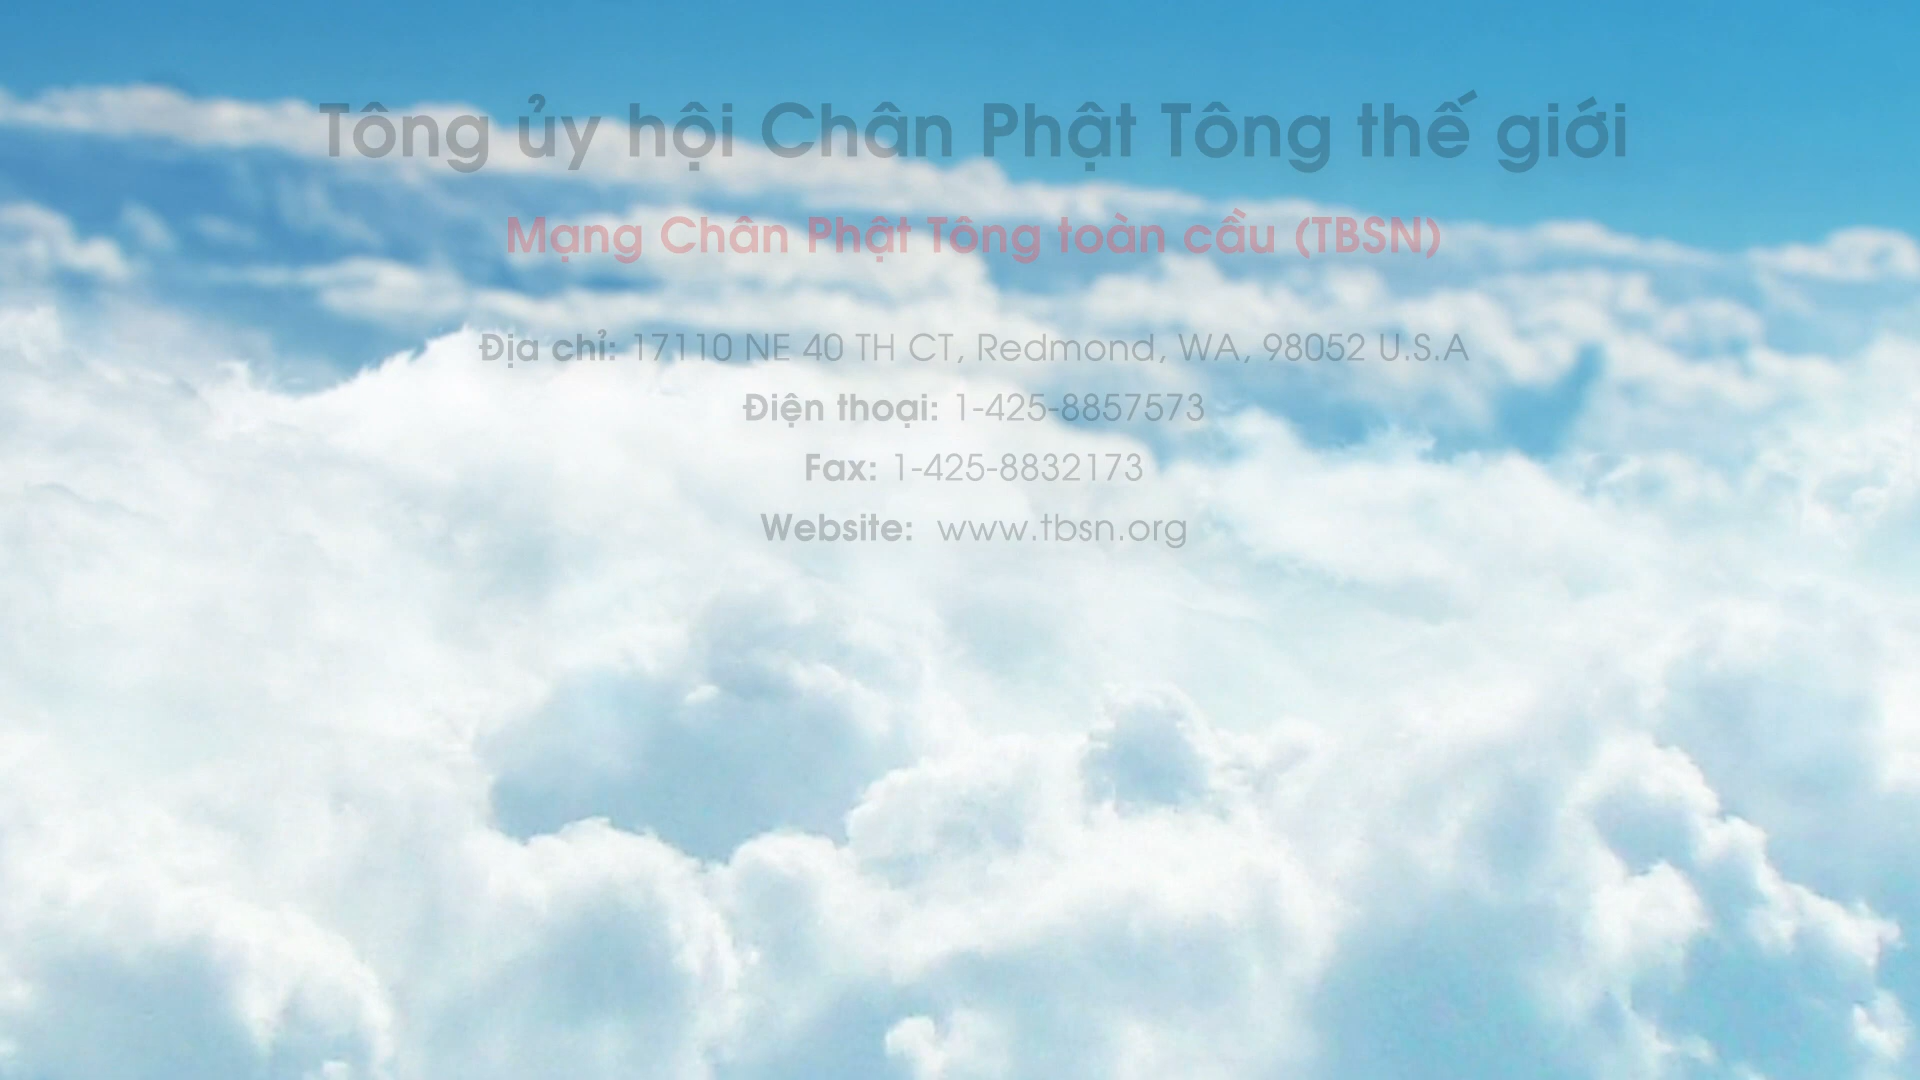 Tông ủy hội Chân Phật Tông thế giới
Mạng Chân Phật Tông toàn cầu (TBSN)
Địa chỉ: 17110 NE 40 TH CT, Redmond, WA, 98052 U.S.A
Điện thoại: 1-425-8857573
Fax: 1-425-8832173
Website: www.tbsn.org